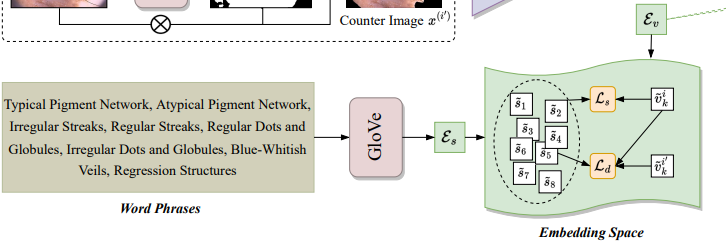 Counter Image x^(i')
ℰ_v
Typical Pigment Network, Atypical Pigment Network,
Irregular Streaks, Regular Streaks, Regular Dots and
Globules, Irregular Dots and Globules, Blue-Whitish
Veils, Regression Structures
Word Phrases
GloVe
ℰ_s
s̃_1
s̃_2
s̃_3
s̃_4
s̃_5
s̃_6
s̃_7
s̃_8
ℒ_s
ℒ_d
ṽ_k^i
ṽ_k^i'
Embedding Space